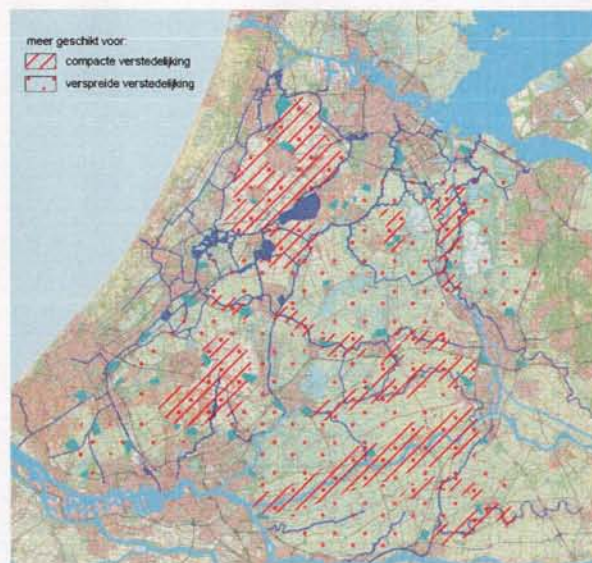 meer geschikt voor:
compacte verstedelijking
verspreide verstedelijking